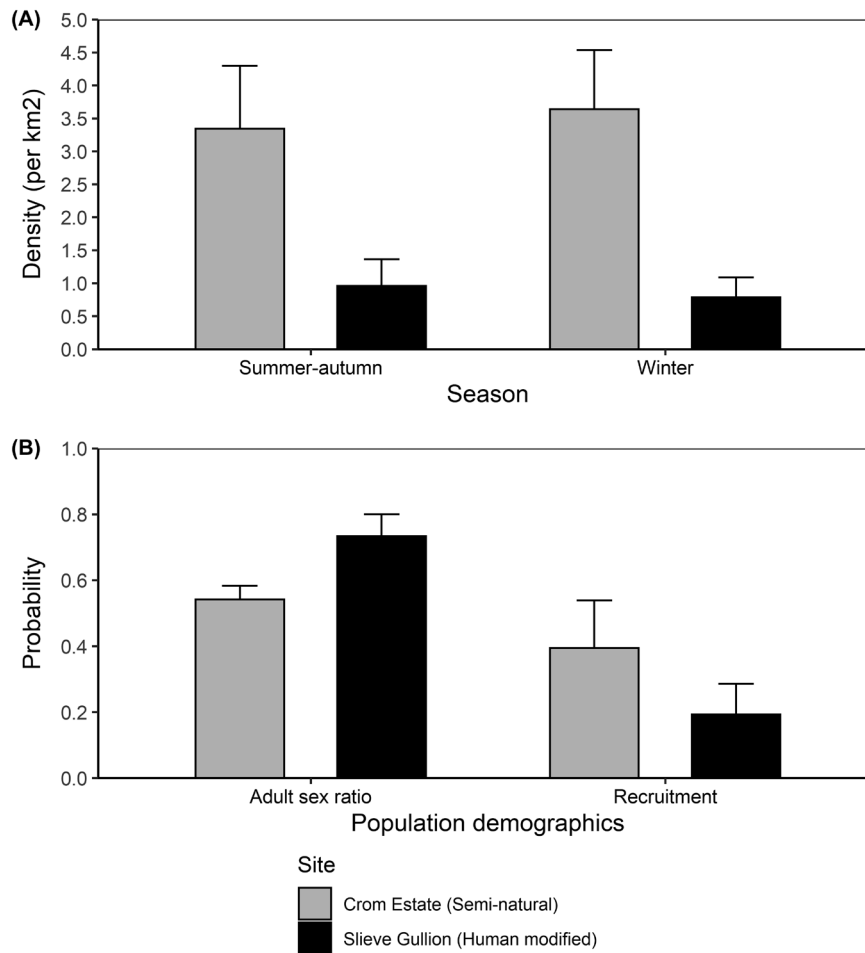 (A)
Density (per km2)
5.0
4.5
4.0
3.5
3.0
2.5
2.0
1.5
1.0
0.5
0.0
Summer-autumn Winter
Season
(B)
Probability
1.0
0.8
0.6
0.4
0.2
0.0
Adult sex ratio Recruitment
Population demographics
Site
Crom Estate (Semi-natural)
Slieve Gullion (Human modified)